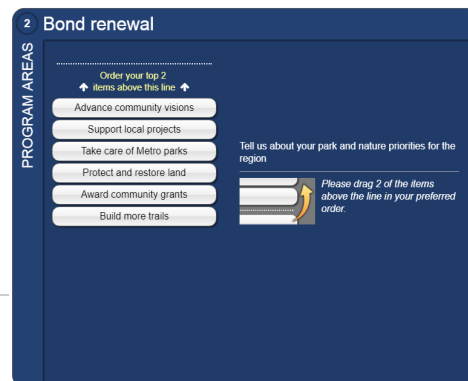 2 Bond renewal
PROGRAM AREAS
Order your top 2
items above this line
Advance community visions
Support local projects
Take care of Metro parks
Protect and restore land
Award community grants
Build more trails
Tell us about your park and nature priorities for the
region
Please drag 2 of the items
above the line in your preferred
order.